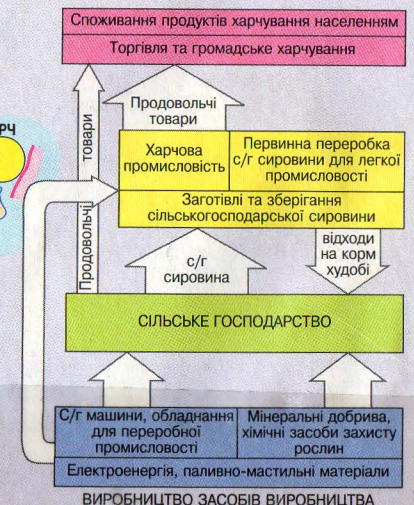 Споживання продуктів харчування населенням
Торгівля та громадське харчування
РЧ
Продовольчі товари
Продовольчі
товари
Харчова
промисловість
Первинна переробка
с/г сировини для легкої
промисловості
Заготівлі та зберігання
сільськогосподарської сировини
с/г
сировина
відходи
на корм
худобі
СІЛЬСЬКЕ ГОСПОДАРСТВО
С/г машини, обладнання
для переробної
промисловості
Мінеральні добрива,
хімічні засоби захисту
рослин
Електроенергія, паливно-мастильні матеріали
ВИРОБНИЦТВО ЗАСОБІВ ВИРОБНИЦТВА